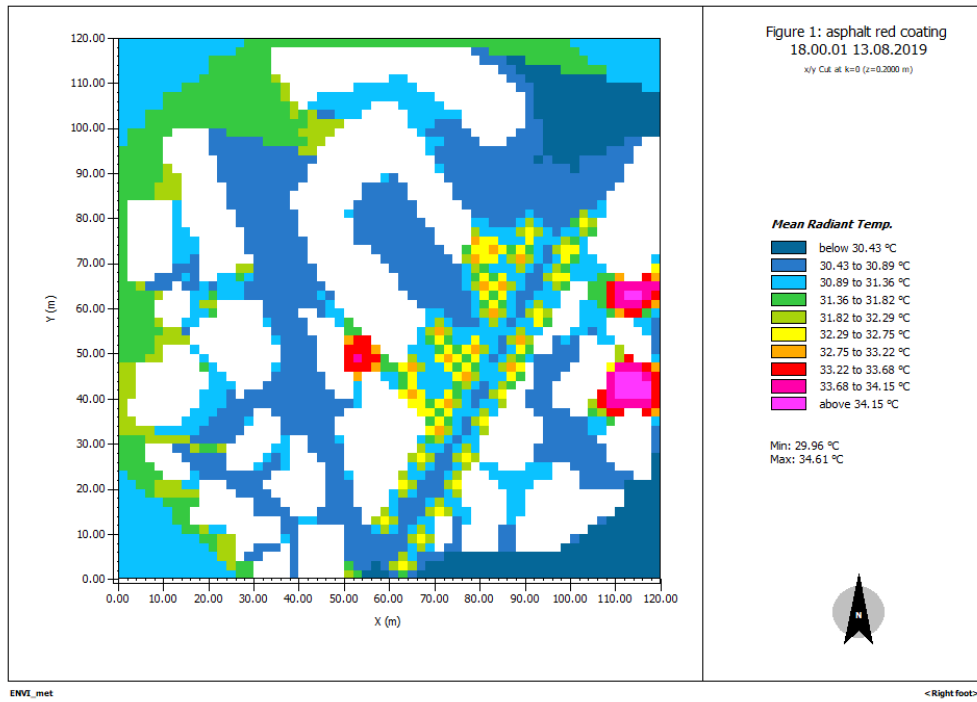 Figure 1: asphalt red coating
18.00.01 13.08.2019
x/y Cut at k=0 (z=0.2000 m)
120.00
110.00
100.00
90.00
80.00
70.00
60.00
50.00
40.00
30.00
20.00
10.00
0.00
Y (m)
0.00 10.00 20.00 30.00 40.00 50.00 60.00 70.00 80.00 90.00 100.00 110.00 120.00
X (m)
Mean Radiant Temp.
below 30.43 °C
30.43 to 30.89 °C
30.89 to 31.36 °C
31.36 to 31.82 °C
31.82 to 32.29 °C
32.29 to 32.75 °C
32.75 to 33.22 °C
33.22 to 33.68 °C
33.68 to 34.15 °C
above 34.15 °C
Min: 29.96 °C
Max: 34.61 °C
N
ENVI_met
<Right foot>